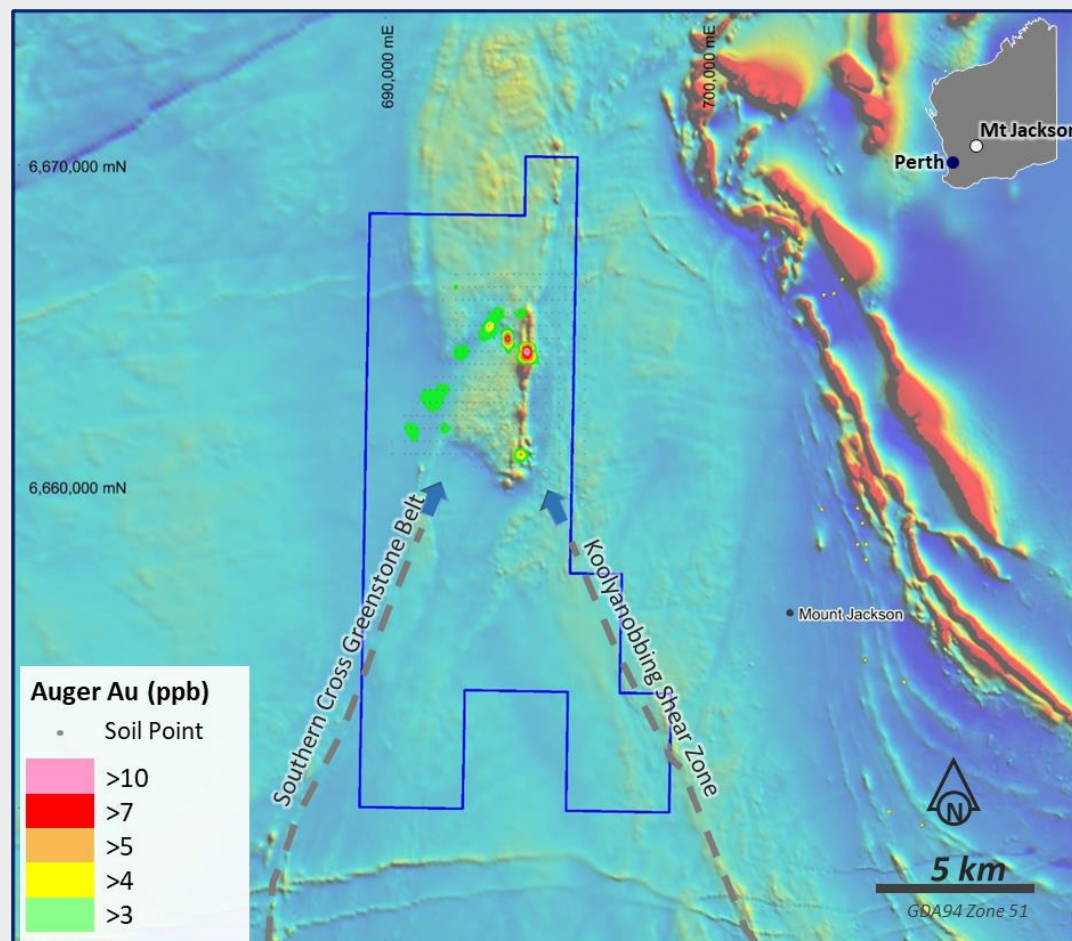 690,000 mE
700,000 mE
Mt Jackson
Perth
6,670,000 mN
6,660,000 mN
Southern Cross Greenstone Belt
Koolyanobbing Shear Zone
Mount Jackson
Auger Au (ppb)
Soil Point
>10
>7
>5
>4
>3
N
5 km
GDA94 Zone 51